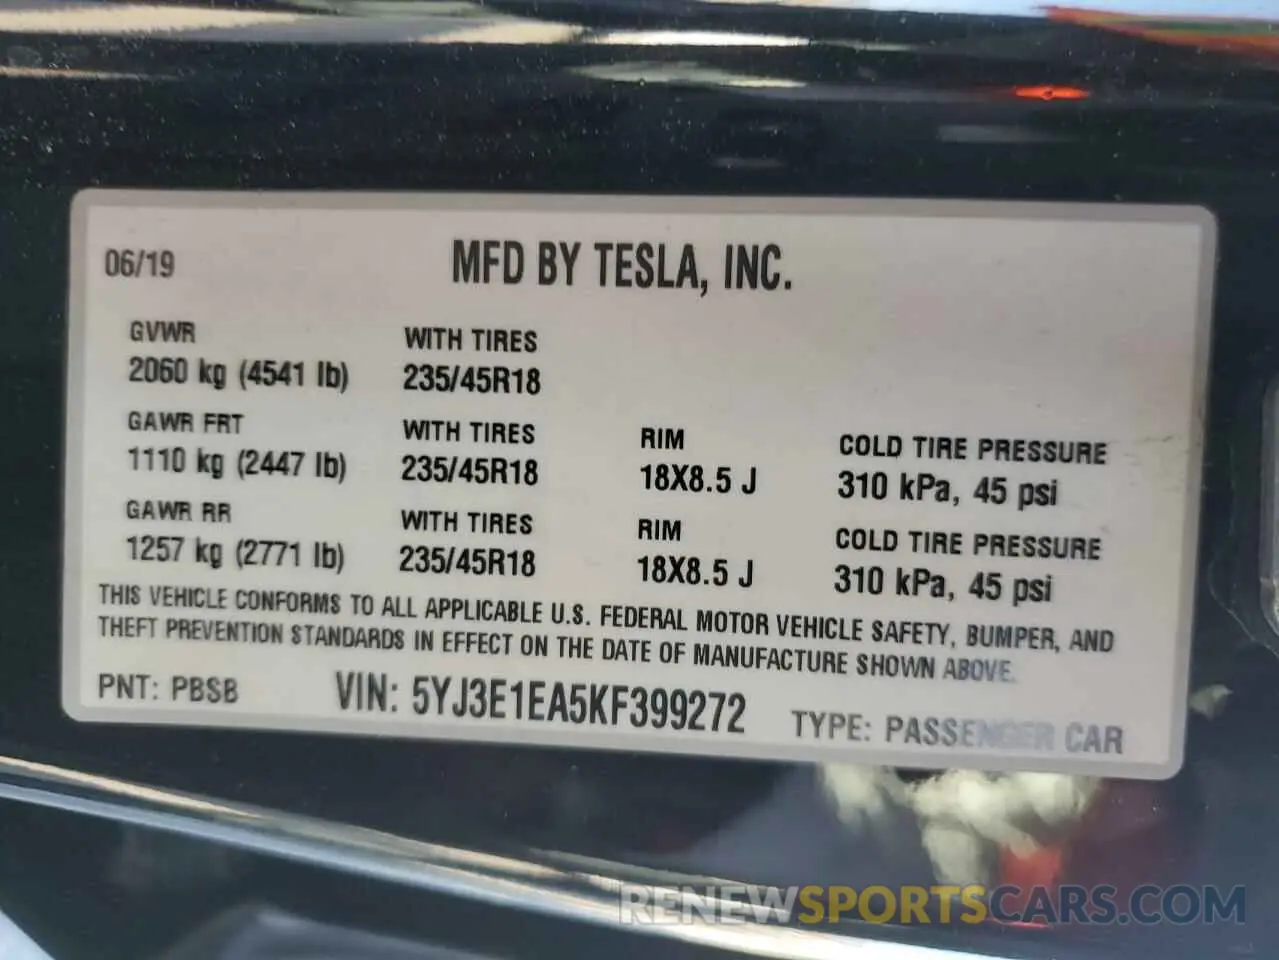 06/19 MFD BY TESLA, INC.
GVWR WITH TIRES
2060 kg (4541 lb) 235/45R18
GAWR FRT WITH TIRES RIM COLD TIRE PRESSURE
1110 kg (2447 lb) 235/45R18 18X8.5 J 310 kPa, 45 psi
GAWR RR WITH TIRES RIM COLD TIRE PRESSURE
1257 kg (2771 lb) 235/45R18 18X8.5 J 310 kPa, 45 psi
THIS VEHICLE CONFORMS TO ALL APPLICABLE U.S. FEDERAL MOTOR VEHICLE SAFETY, BUMPER, AND
THEFT PREVENTION STANDARDS IN EFFECT ON THE DATE OF MANUFACTURE SHOWN ABOVE.
PNT: PBSB VIN: 5YJ3E1EA5KF399272 TYPE: PASSENGER CAR
RENEWSPORTSCARS.COM